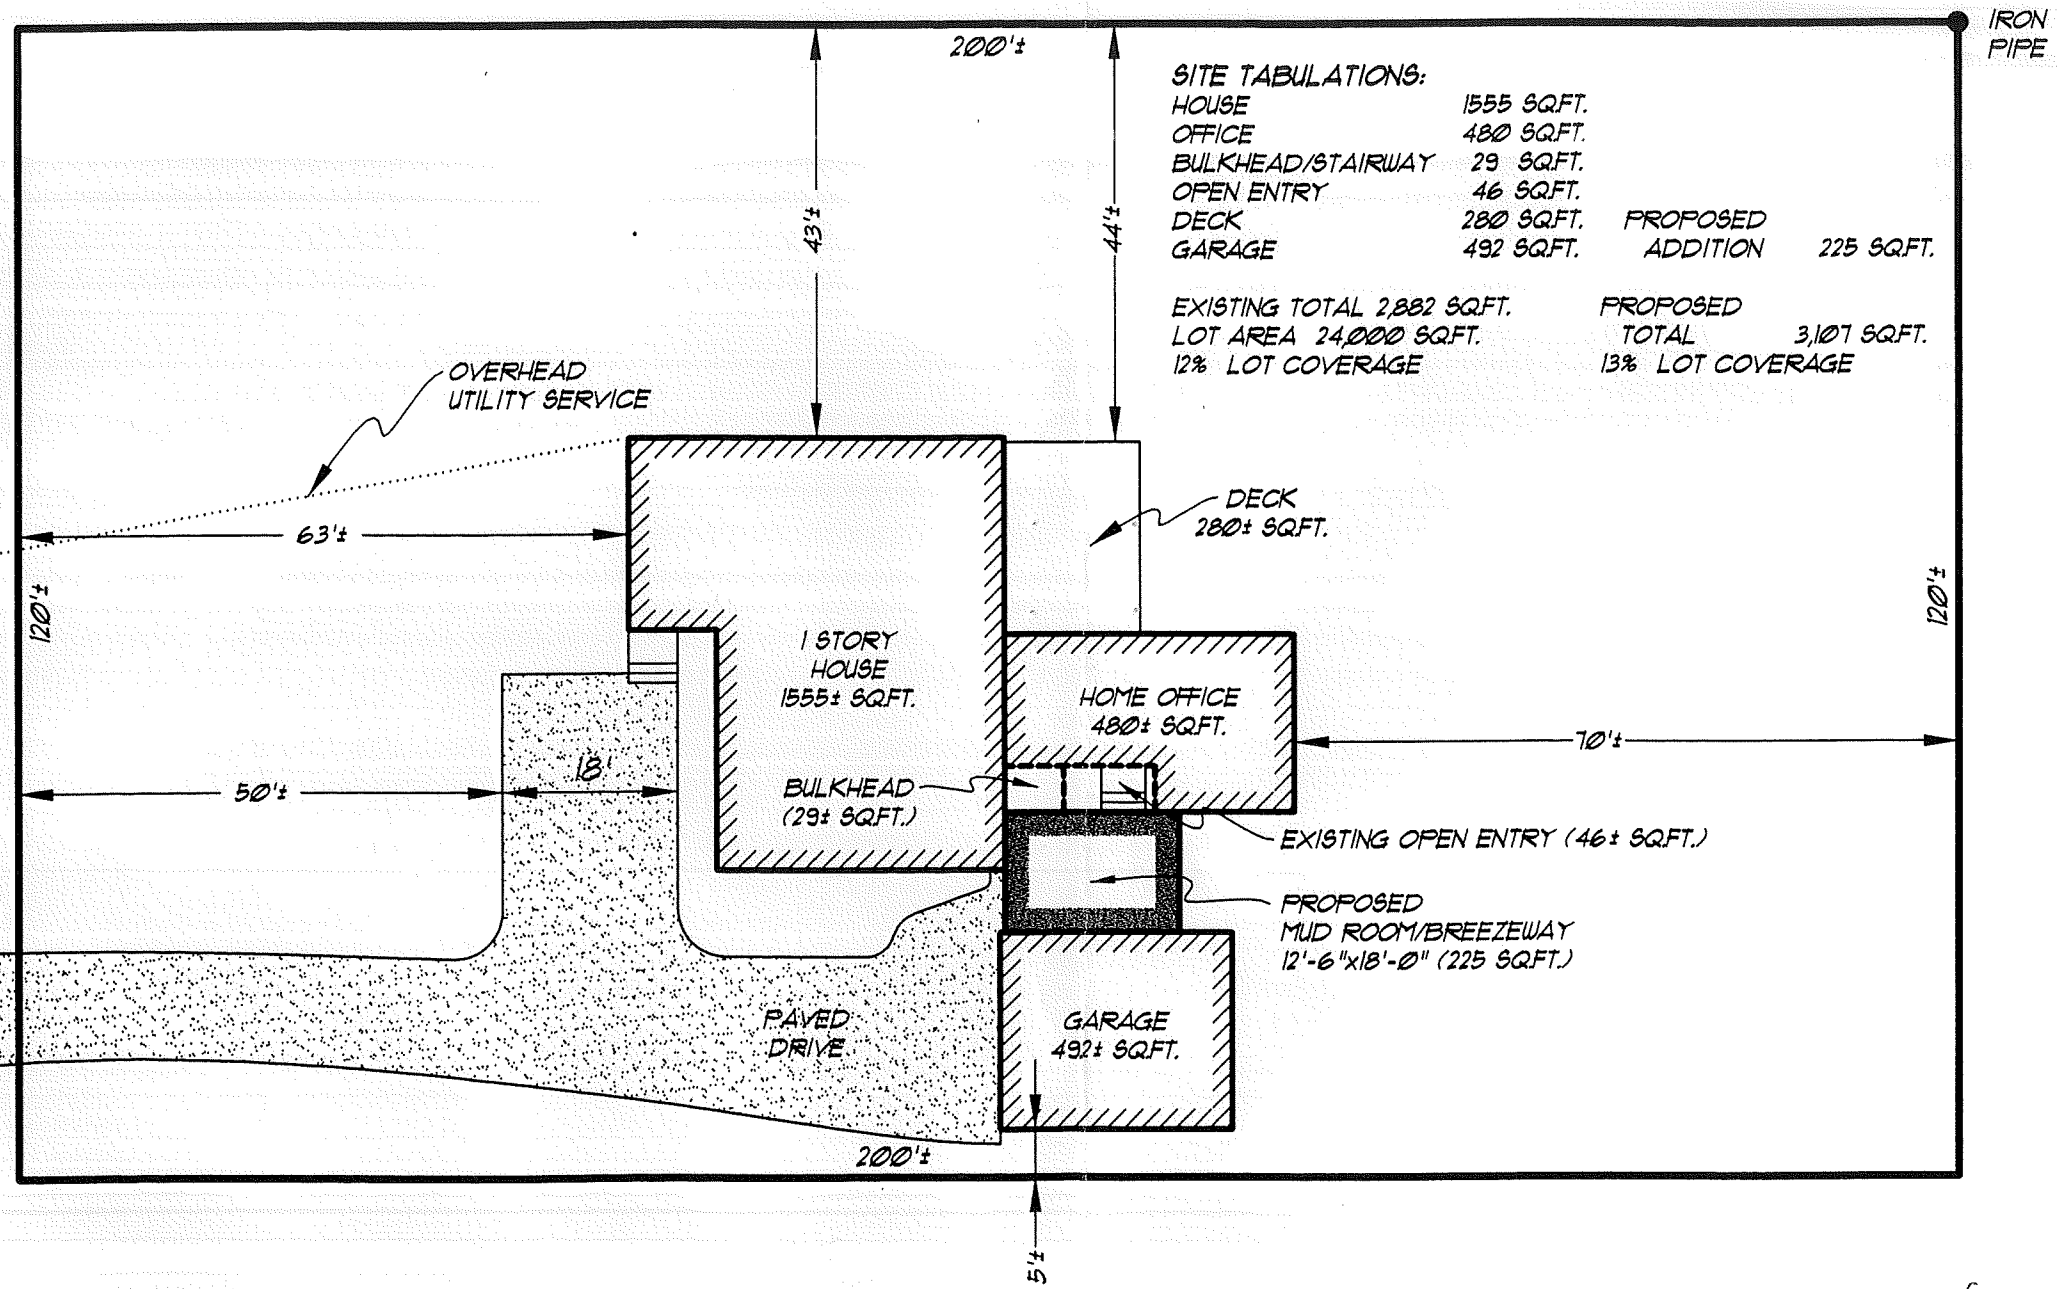 IRON
PIPE
200'±
SITE TABULATIONS:
HOUSE 1555 SQ.FT.
OFFICE 480 SQ.FT.
BULKHEAD/STAIRWAY 29 SQ.FT.
OPEN ENTRY 46 SQ.FT.
DECK 280 SQ.FT. PROPOSED
GARAGE 492 SQ.FT. ADDITION 225 SQ.FT.
EXISTING TOTAL 2,882 SQ.FT. PROPOSED
LOT AREA 24,000 SQ.FT. TOTAL 3,107 SQ.FT.
12% LOT COVERAGE 13% LOT COVERAGE
43'±
44'±
OVERHEAD
UTILITY SERVICE
DECK
280± SQ.FT.
63'±
120'±
120'±
1 STORY
HOUSE
1555± SQ.FT.
HOME OFFICE
480± SQ.FT.
70'±
18'
50'±
BULKHEAD
(29± SQ.FT.)
EXISTING OPEN ENTRY (46± SQ.FT.)
PROPOSED
MUD ROOM/BREEZEWAY
12'-6"x18'-0" (225 SQ.FT.)
PAVED
DRIVE
GARAGE
492± SQ.FT.
200'±
5'±